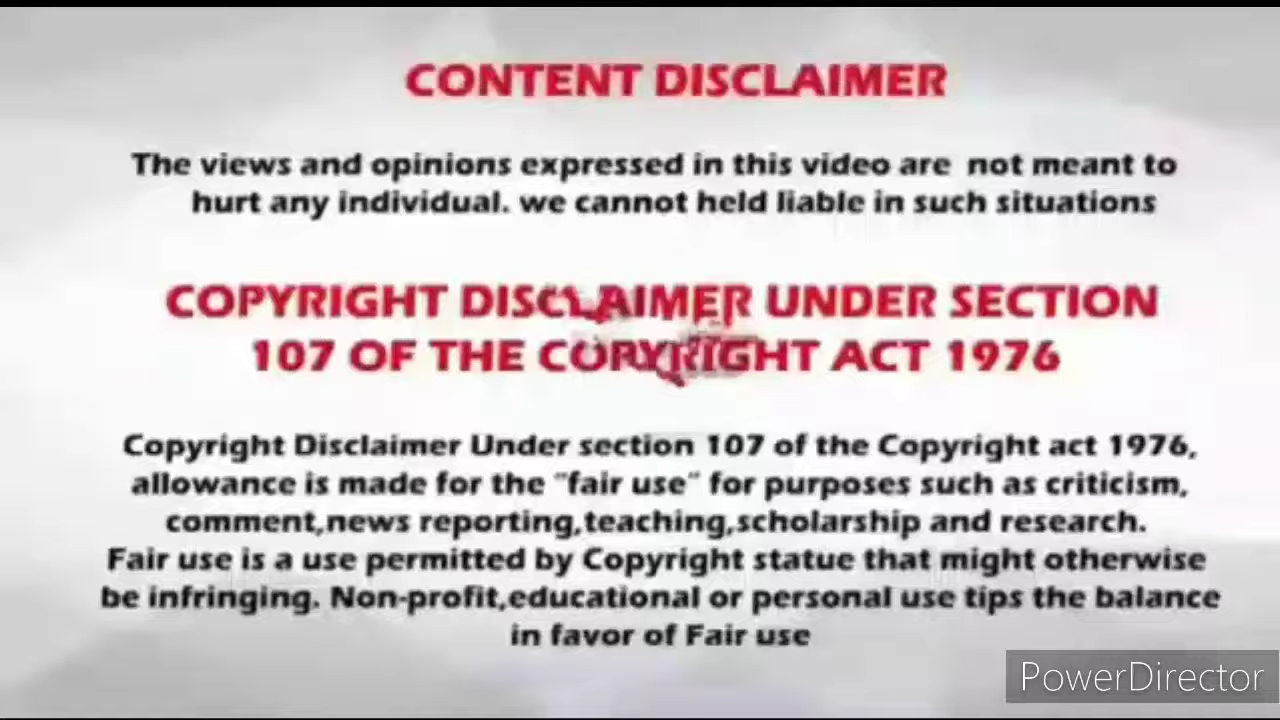 CONTENT DISCLAIMER
The views and opinions expressed in this video are not meant to
hurt any individual. we cannot held liable in such situations
COPYRIGHT DISCLAIMER UNDER SECTION
107 OF THE COPYRIGHT ACT 1976
Copyright Disclaimer Under section 107 of the Copyright act 1976,
allowance is made for the "fair use" for purposes such as criticism,
comment,news reporting,teaching,scholarship and research.
Fair use is a use permitted by Copyright statue that might otherwise
be infringing. Non-profit,educational or personal use tips the balance
in favor of Fair use
PowerDirector